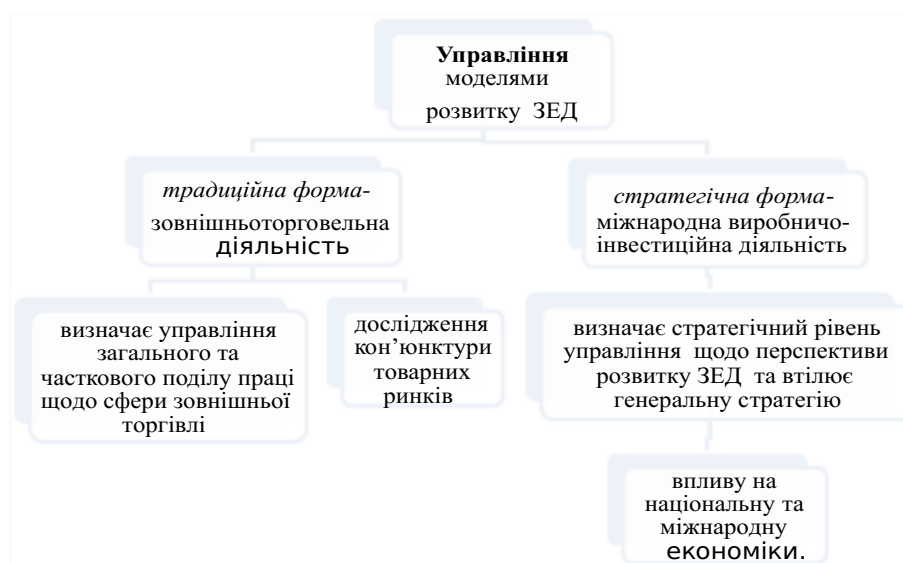 Управління
моделями
розвитку ЗЕД
традиційна форма-
зовнішньоторговельна
діяльність
стратегічна форма-
міжнародна виробничо-
інвестиційна діяльність
визначає управління
загального та
часткового поділу праці
щодо сфери зовнішньої
торгівлі
дослідження
кон’юнктури
товарних
ринків
визначає стратегічний рівень
управління щодо перспективи
розвитку ЗЕД та втілює
генеральну стратегію
впливу на
національну та
міжнародну
економіки.